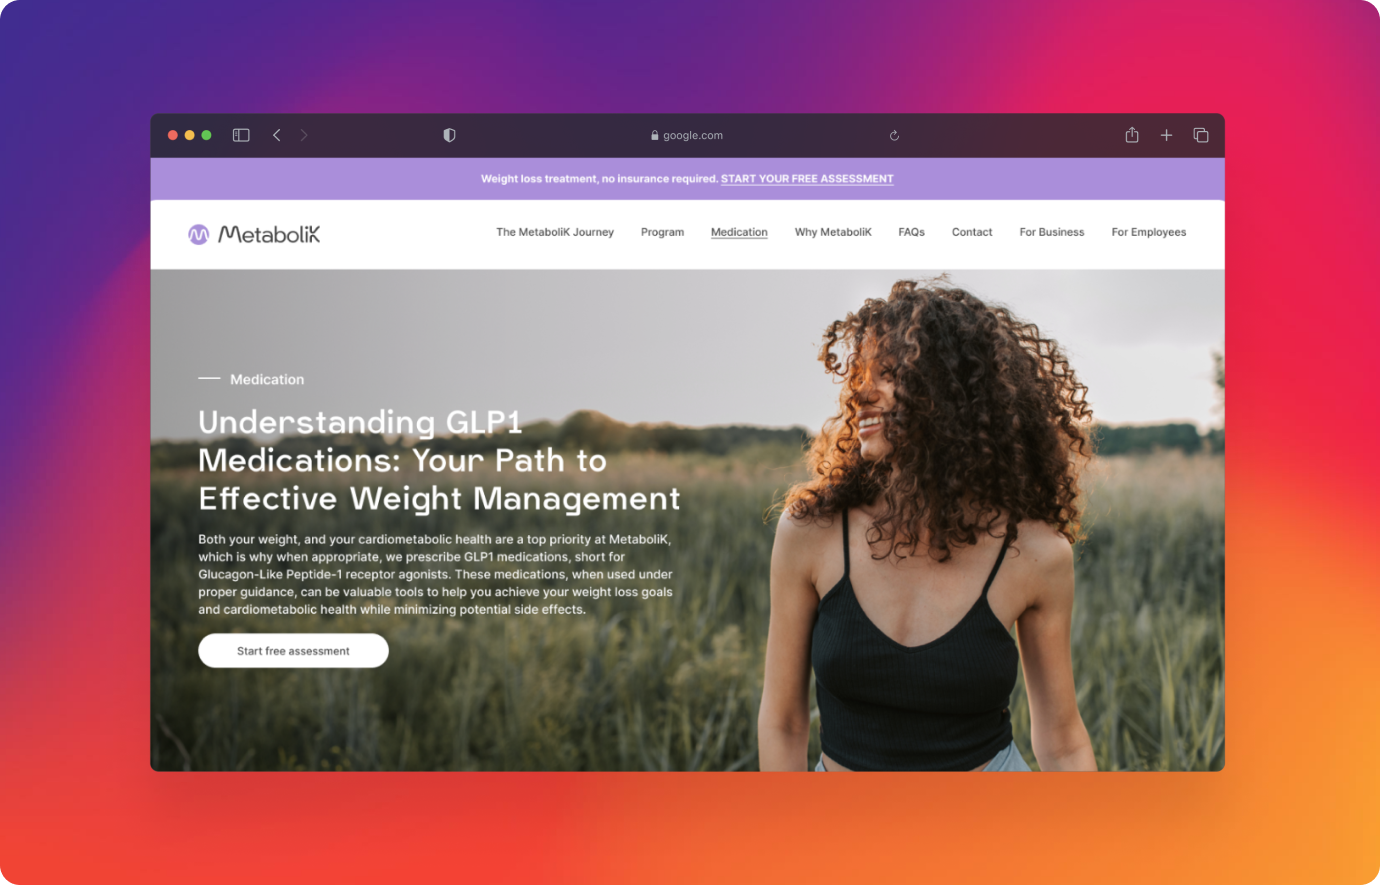 google.com
Weight loss treatment, no insurance required. START YOUR FREE ASSESSMENT
MetaboliK
The MetaboliK Journey Program Medication Why MetaboliK FAQs Contact For Business For Employees
Medication
Understanding GLP1
Medications: Your Path to
Effective Weight Management
Both your weight, and your cardiometabolic health are a top priority at MetaboliK,
which is why when appropriate, we prescribe GLP1 medications, short for
Glucagon-Like Peptide-1 receptor agonists. These medications, when used under
proper guidance, can be valuable tools to help you achieve your weight loss goals
and cardiometabolic health while minimizing potential side effects.
Start free assessment